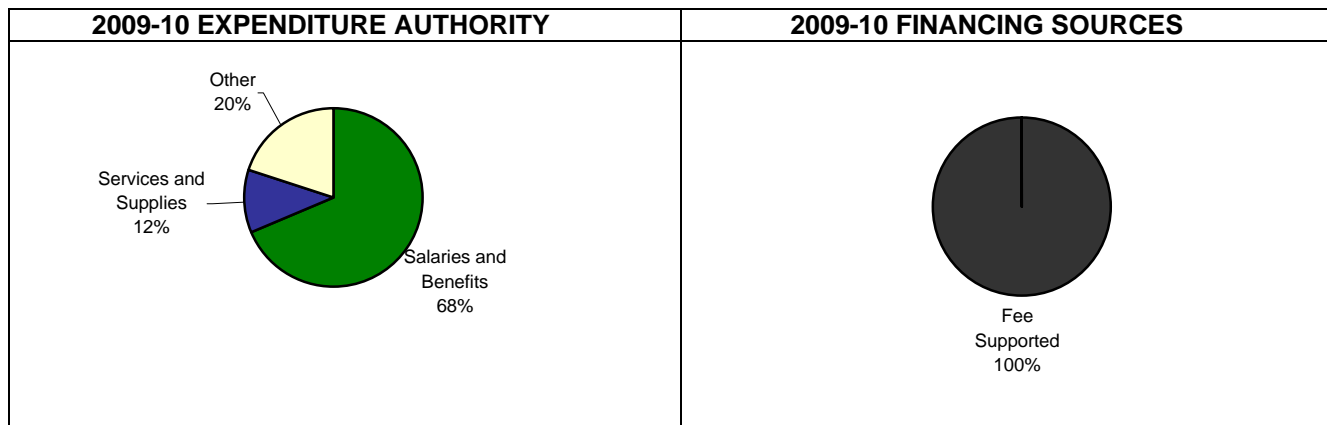 2009-10 EXPENDITURE AUTHORITY
Other
20%
Services and
Supplies
12%
Salaries and
Benefits
68%
2009-10 FINANCING SOURCES
Fee
Supported
100%